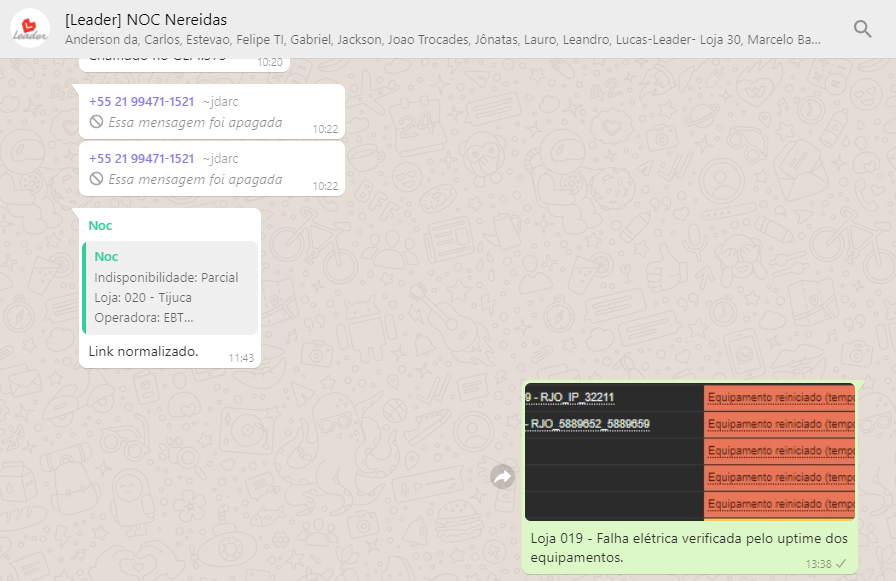 [Leader] NOC Nereidas
Anderson da, Carlos, Estevao, Felipe TI, Gabriel, Jackson, Joao Trocades, Jônatas, Lauro, Leandro, Lucas-Leader- Loja 30, Marcelo Ba...
Leader
10:20
+55 21 99471-1521 ~jdarc
Essa mensagem foi apagada
10:22
+55 21 99471-1521 ~jdarc
Essa mensagem foi apagada
10:22
Noc
Noc
Indisponibilidade: Parcial
Loja: 020 - Tijuca
Operadora: EBT...
Link normalizado.
11:43
9 - RJO_IP_32211 Equipamento reiniciado (tempo
- RJO_5889652_5889659 Equipamento reiniciado (tempo
Equipamento reiniciado (tempo
Equipamento reiniciado (tempo
Equipamento reiniciado (tempo
Loja 019 - Falha elétrica verificada pelo uptime dos
equipamentos.
13:38